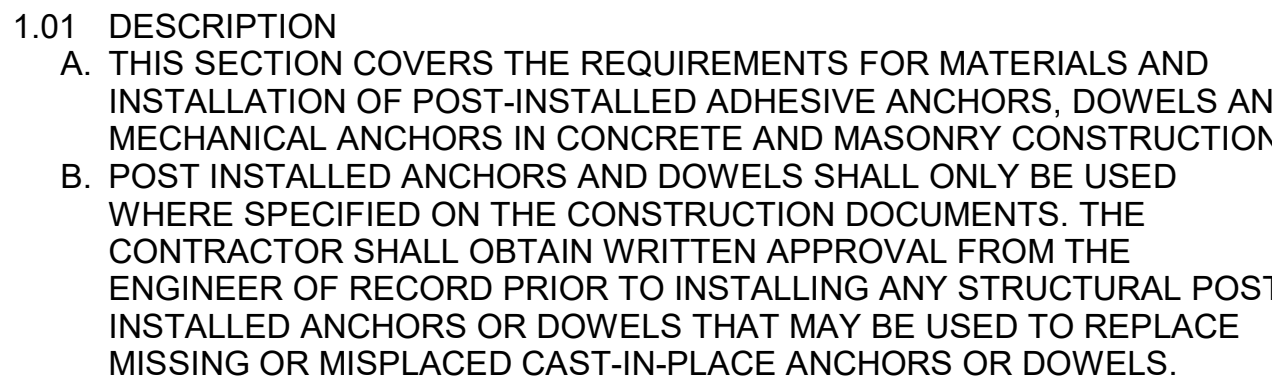 1.01 DESCRIPTION
A. THIS SECTION COVERS THE REQUIREMENTS FOR MATERIALS AND
INSTALLATION OF POST-INSTALLED ADHESIVE ANCHORS, DOWELS AN
MECHANICAL ANCHORS IN CONCRETE AND MASONRY CONSTRUCTION
B. POST INSTALLED ANCHORS AND DOWELS SHALL ONLY BE USED
WHERE SPECIFIED ON THE CONSTRUCTION DOCUMENTS. THE
CONTRACTOR SHALL OBTAIN WRITTEN APPROVAL FROM THE
ENGINEER OF RECORD PRIOR TO INSTALLING ANY STRUCTURAL POST
INSTALLED ANCHORS OR DOWELS THAT MAY BE USED TO REPLACE
MISSING OR MISPLACED CAST-IN-PLACE ANCHORS OR DOWELS.